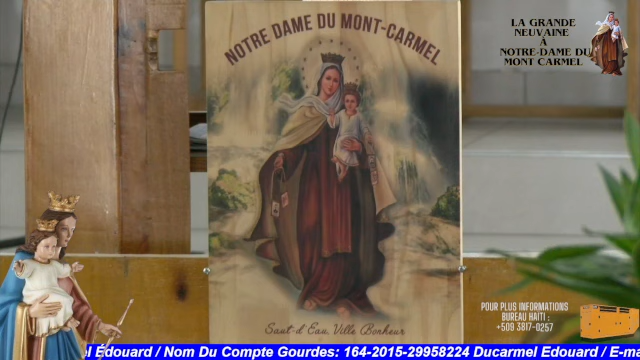 NOTRE DAME DU MONT-CARMEL
LA GRANDE
NEUVAINE
À
NOTRE-DAME DU
MONT CARMEL
Saut-d'Eau, Ville Bonheur
POUR PLUS INFORMATIONS
BUREAU HAITI :
+509 3817-0257
Édouard / Nom Du Compte Gourdes: 164-2015-29958224 Ducarmel Edouard / E-m